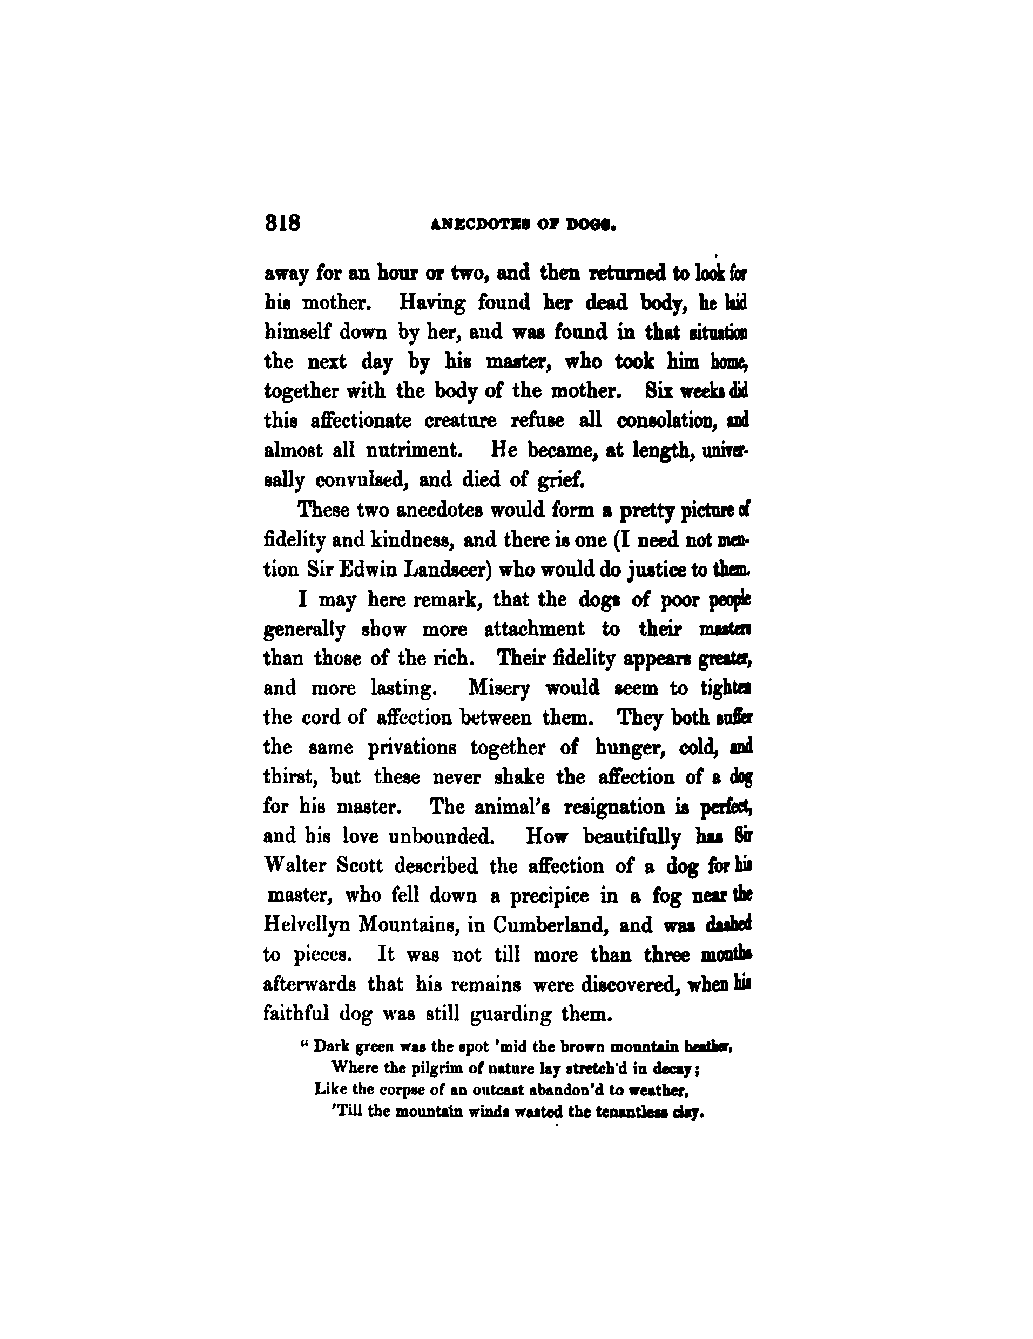 318 ANECDOTES OF DOGS.
away for an hour or two, and then returned to look for
his mother. Having found her dead body, he laid
himself down by her, and was found in that situation
the next day by his master, who took him home,
together with the body of the mother. Six weeks did
this affectionate creature refuse all consolation, and
almost all nutriment. He became, at length, univer-
sally convulsed, and died of grief.
These two anecdotes would form a pretty picture of
fidelity and kindness, and there is one (I need not men-
tion Sir Edwin Landseer) who would do justice to them.
I may here remark, that the dogs of poor people
generally show more attachment to their masters
than those of the rich. Their fidelity appears greater,
and more lasting. Misery would seem to tighten
the cord of affection between them. They both suffer
the same privations together of hunger, cold, and
thirst, but these never shake the affection of a dog
for his master. The animal's resignation is perfect,
and his love unbounded. How beautifully has Sir
Walter Scott described the affection of a dog for his
master, who fell down a precipice in a fog near the
Helvellyn Mountains, in Cumberland, and was dashed
to pieces. It was not till more than three months
afterwards that his remains were discovered, when his
faithful dog was still guarding them.
“ Dark green was the spot 'mid the brown mountain heather,
Where the pilgrim of nature lay stretch'd in decay;
Like the corpse of an outcast abandon'd to weather,
'Till the mountain winds wasted the tenantless clay.